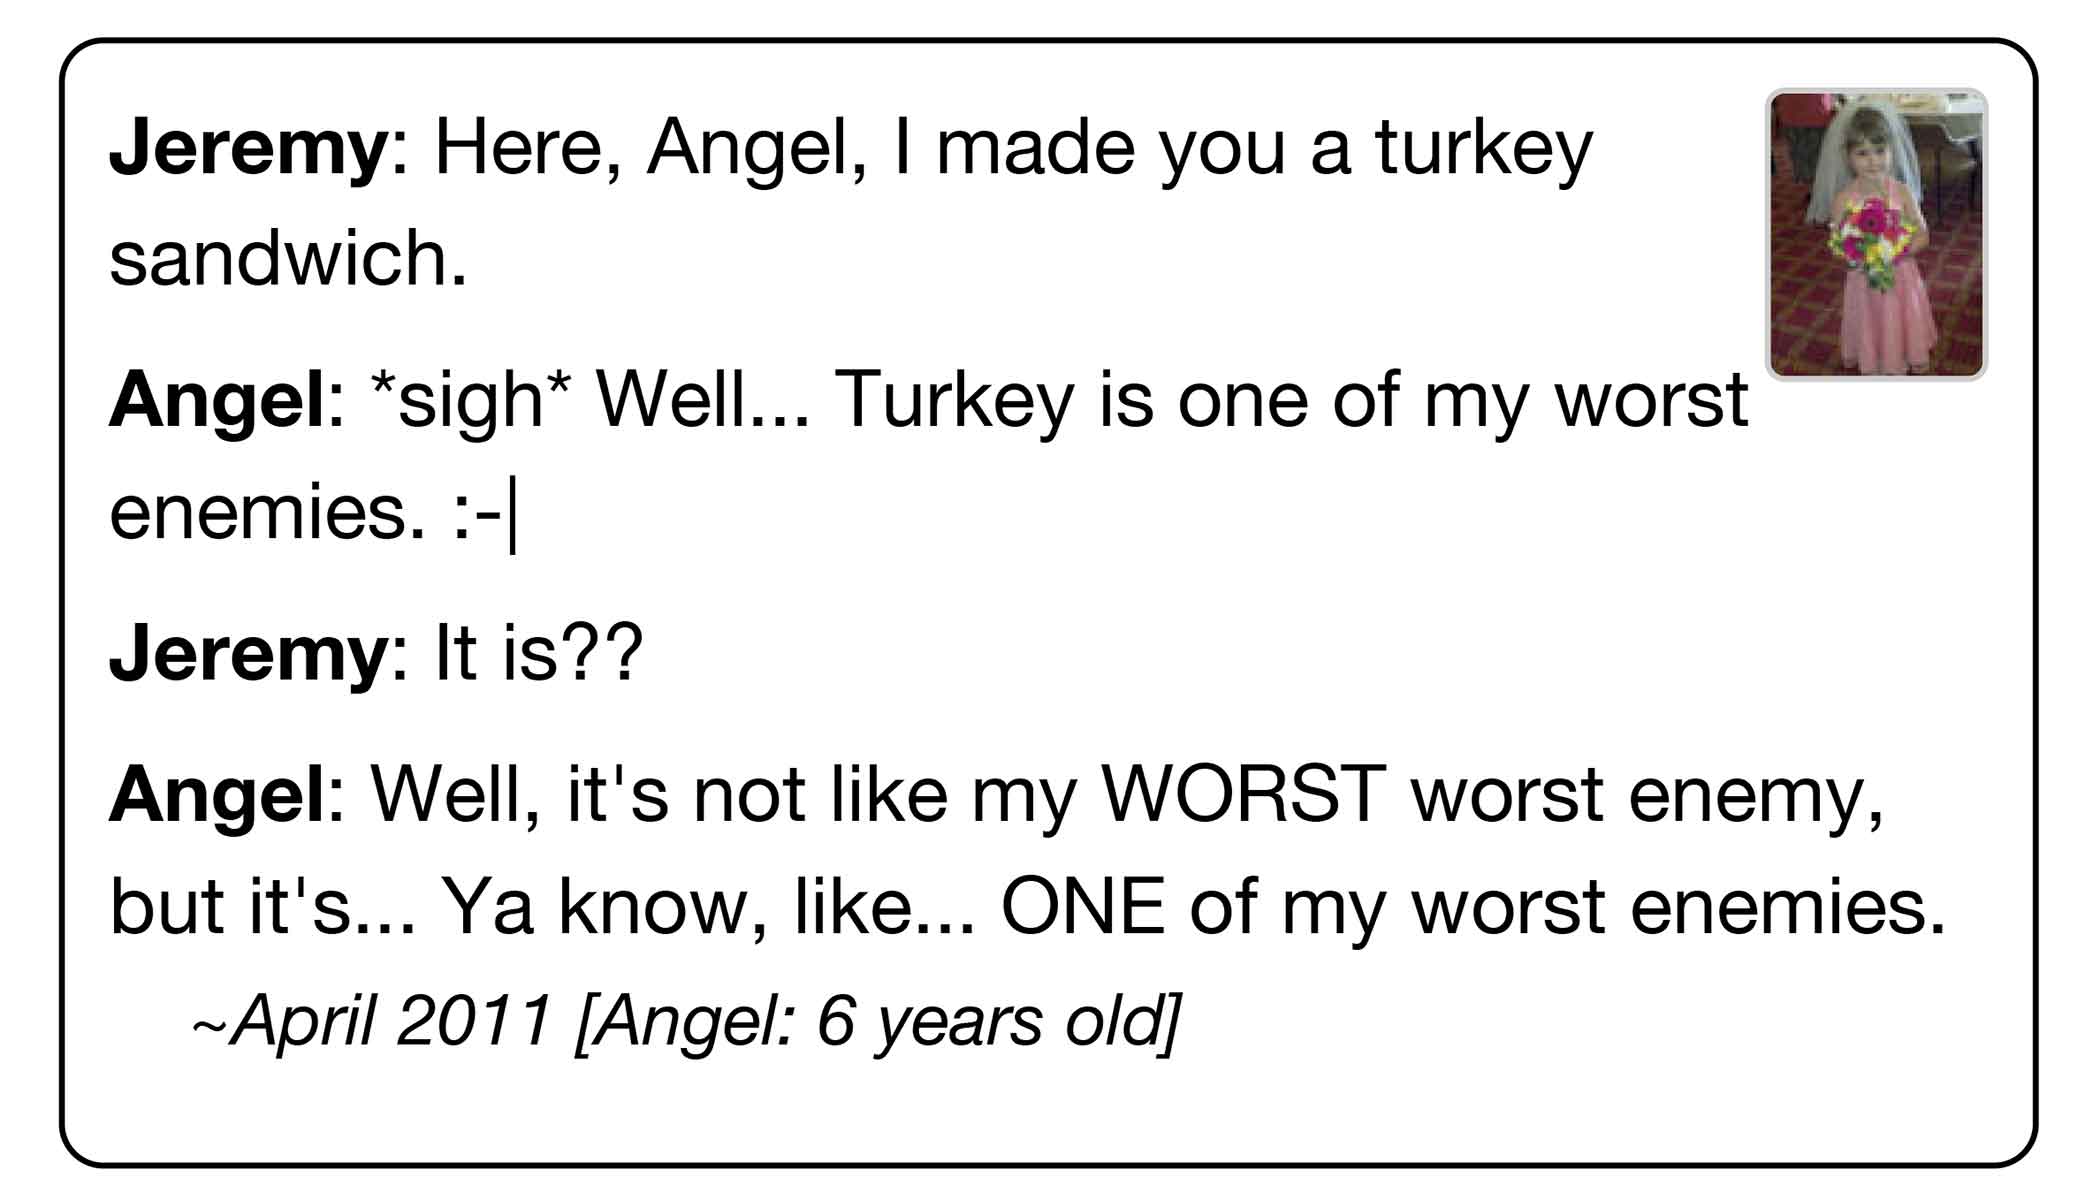 Jeremy: Here, Angel, I made you a turkey
sandwich.
Angel: *sigh* Well... Turkey is one of my worst
enemies. :-|
Jeremy: It is??
Angel: Well, it's not like my WORST worst enemy,
but it's... Ya know, like... ONE of my worst enemies.
~April 2011 [Angel: 6 years old]